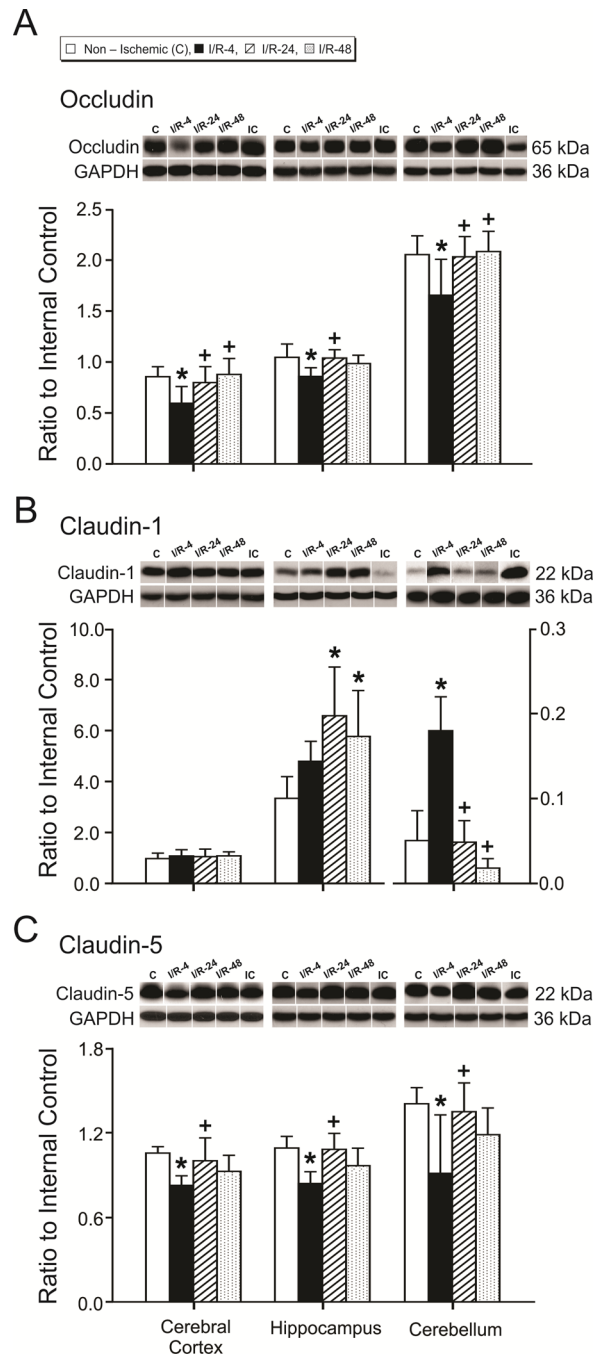 A
Non – Ischemic (C), I/R-4, I/R-24, I/R-48
Occludin
C I/R-4 I/R-24 I/R-48 IC C I/R-4 I/R-24 I/R-48 IC C I/R-4 I/R-24 I/R-48 IC
Occludin 65 kDa
GAPDH 36 kDa
Ratio to Internal Control
2.5
2.0
1.5
1.0
0.5
0.0
* + + * + * + +
B
Claudin-1
C I/R-4 I/R-24 I/R-48 IC C I/R-4 I/R-24 I/R-48 IC C I/R-4 I/R-24 I/R-48 IC
Claudin-1 22 kDa
GAPDH 36 kDa
Ratio to Internal Control
10.0 0.3
8.0
6.0 0.2
4.0
2.0 0.1
0.0 0.0
* * * + +
C
Claudin-5
C I/R-4 I/R-24 I/R-48 IC C I/R-4 I/R-24 I/R-48 IC C I/R-4 I/R-24 I/R-48 IC
Claudin-5 22 kDa
GAPDH 36 kDa
Ratio to Internal Control
1.8
1.2
0.6
0.0
* + * + * +
Cerebral Hippocampus Cerebellum
Cortex